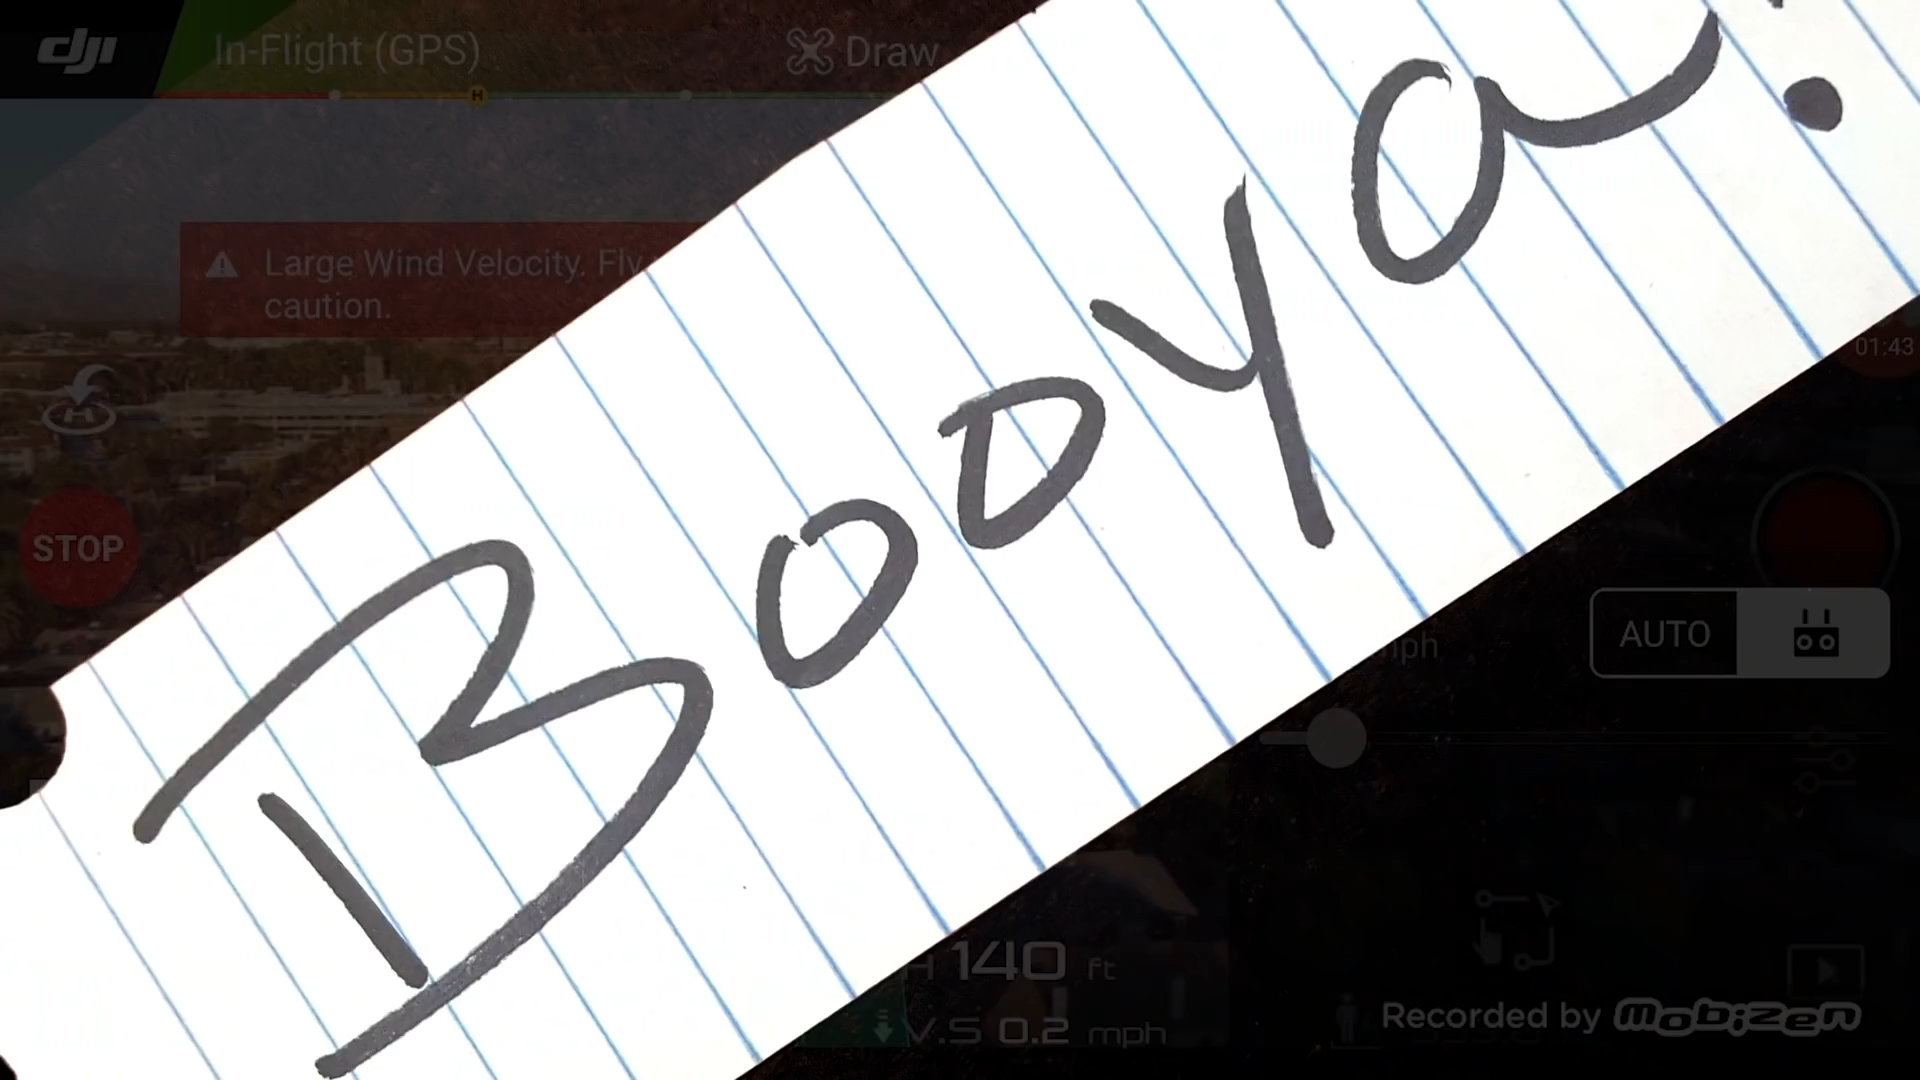 dji
In-Flight (GPS)
Draw
H
Large Wind Velocity. Fly
caution.
Booya!
01:43
H
STOP
AUTO
mph
H 140 ft
V.S 0.2 mph
Recorded by mobizen